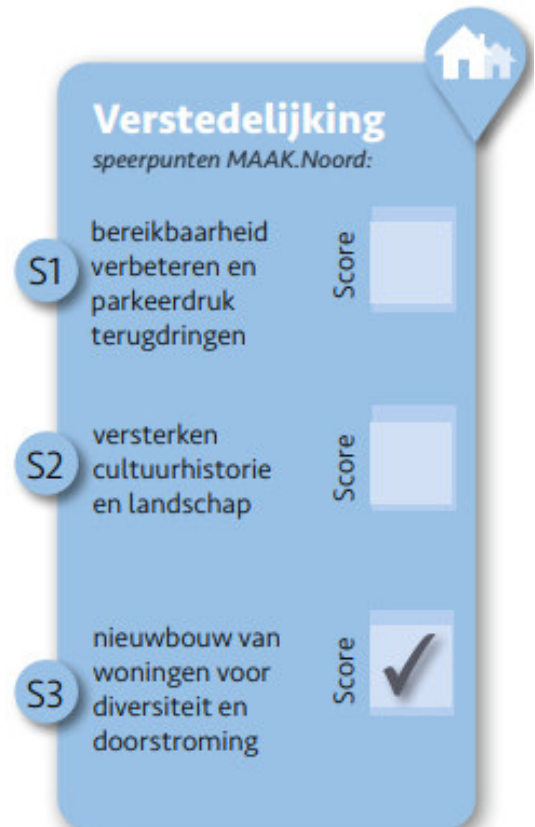 Verstedelijking
speerpunten MAAK.Noord:
S1
bereikbaarheid
verbeteren en
parkeerdruk
terugdringen
Score
S2
versterken
cultuurhistorie
en landschap
Score
S3
nieuwbouw van
woningen voor
diversiteit en
doorstroming
Score